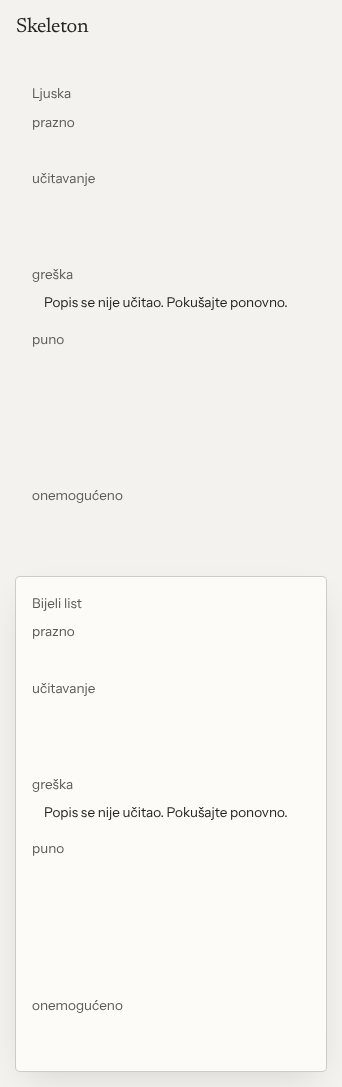 Skeleton
Ljuska
prazno
učitavanje
greška
Popis se nije učitao. Pokušajte ponovno.
puno
onemogućeno
Bijeli list
prazno
učitavanje
greška
Popis se nije učitao. Pokušajte ponovno.
puno
onemogućeno